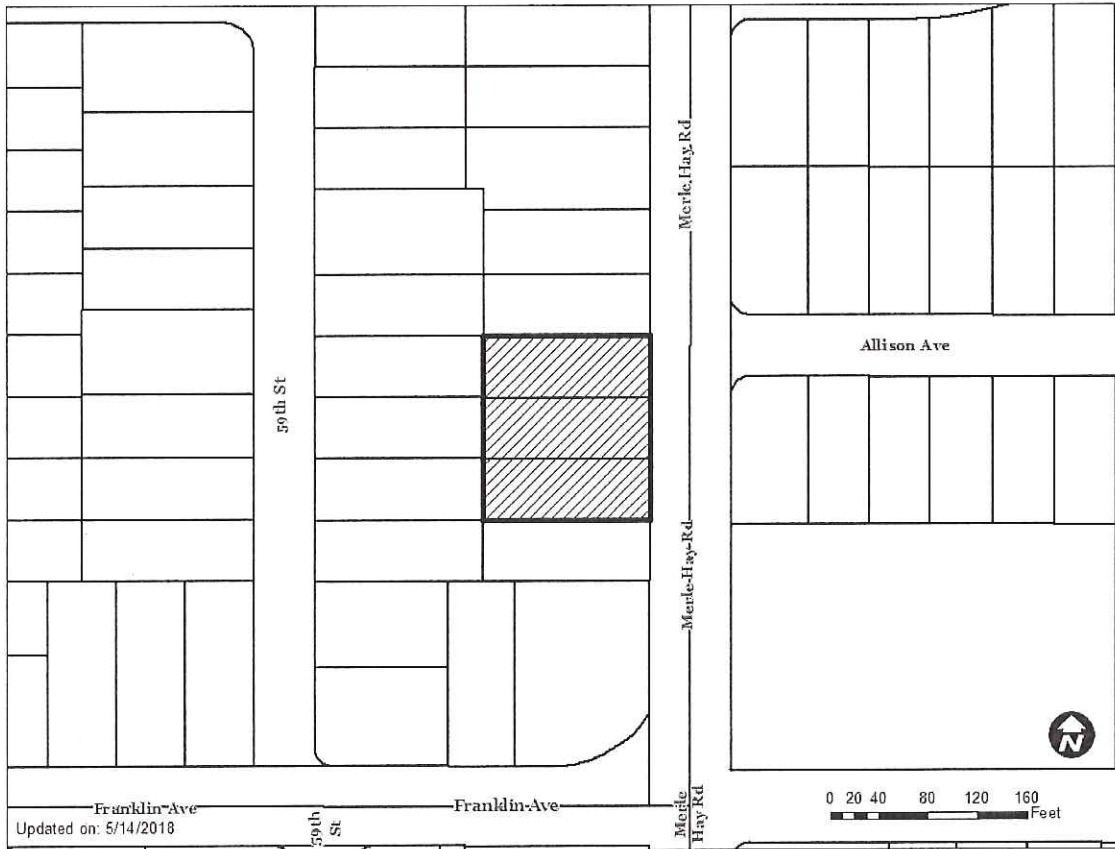 Merle Hay Rd
Allison Ave
59th St
Merle Hay Rd
N
Franklin Ave
Franklin Ave
59th
St
Merle
Hay Rd
0 20 40 80 120 160
Feet
Updated on: 5/14/2018